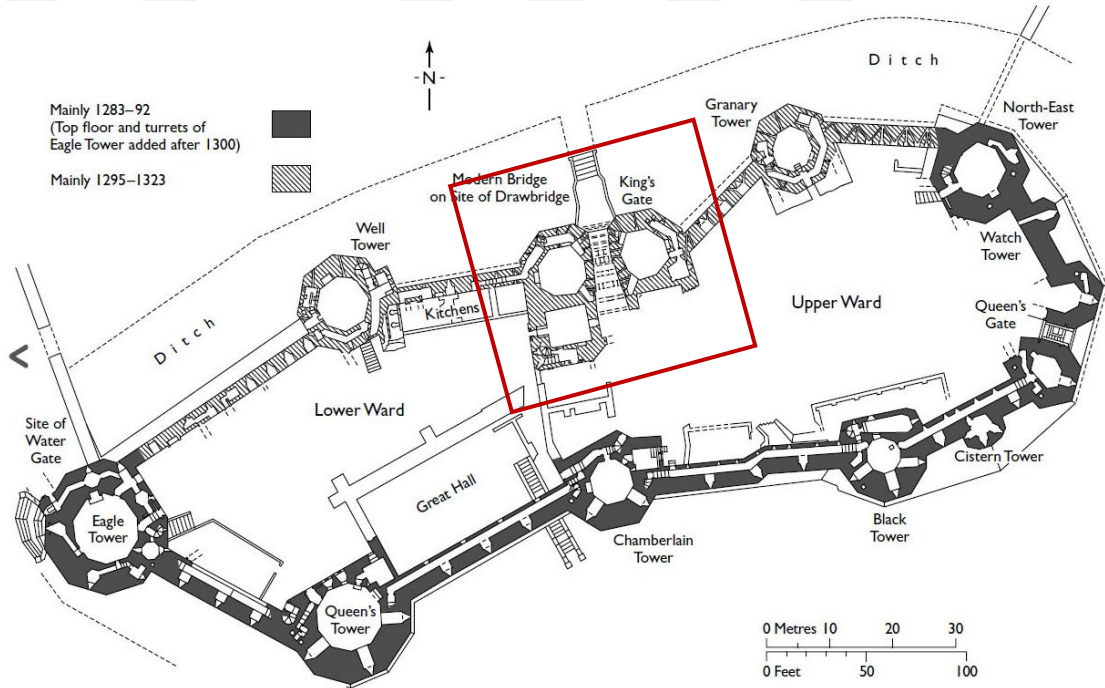 Ditch
-N-
Mainly 1283–92
(Top floor and turrets of
Eagle Tower added after 1300)
Mainly 1295–1323
Granary
Tower
North-East
Tower
Modern Bridge
on Site of Drawbridge
King's
Gate
Well
Tower
Watch
Tower
Kitchens
Upper Ward
Queen's
Gate
Ditch
Lower Ward
Site of
Water
Gate
Cistern Tower
Great Hall
Eagle
Tower
Black
Tower
Chamberlain
Tower
Queen's
Tower
0 Metres 10 20 30
0 Feet 50 100